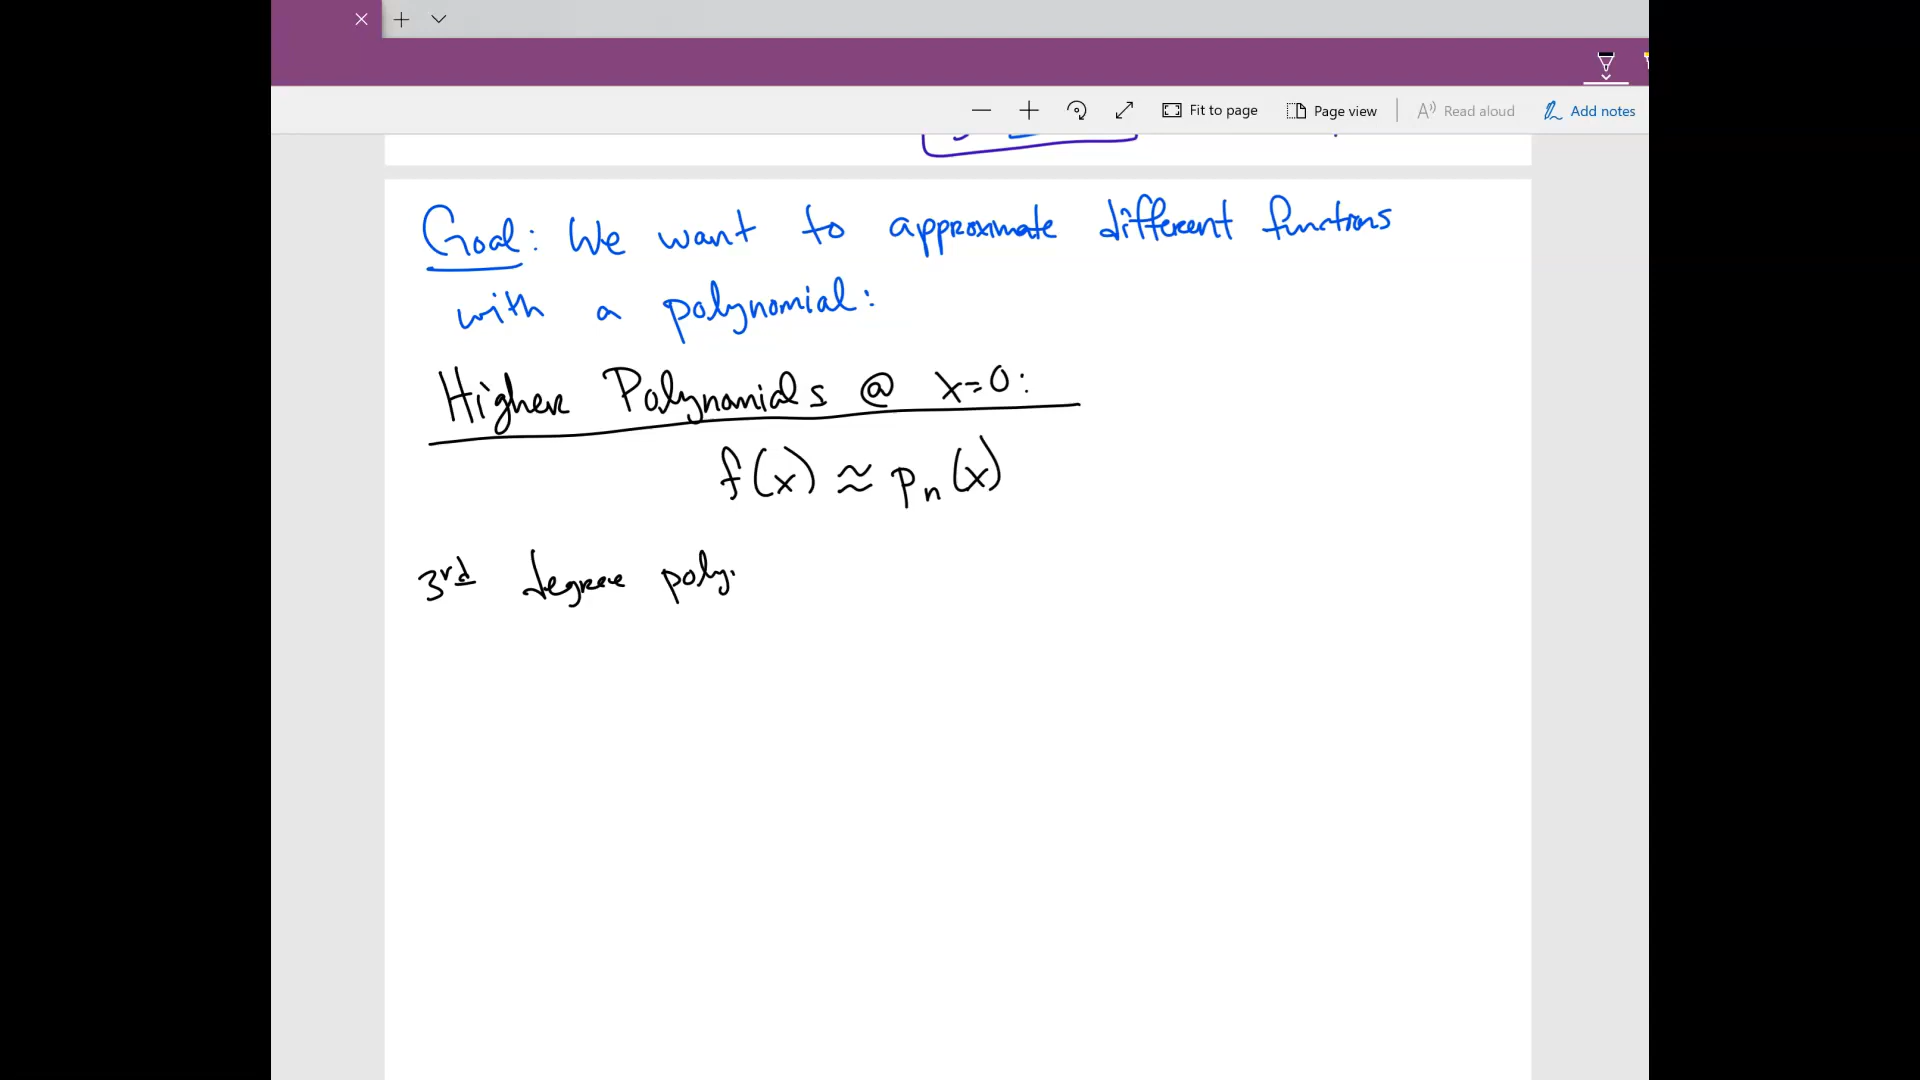 Fit to page
Page view
Read aloud
Add notes
Goal: We want to approximate different functions
with a polynomial:
Higher Polynomials @ x=0:
f(x) ≈ pₙ(x)
3rd degree poly.